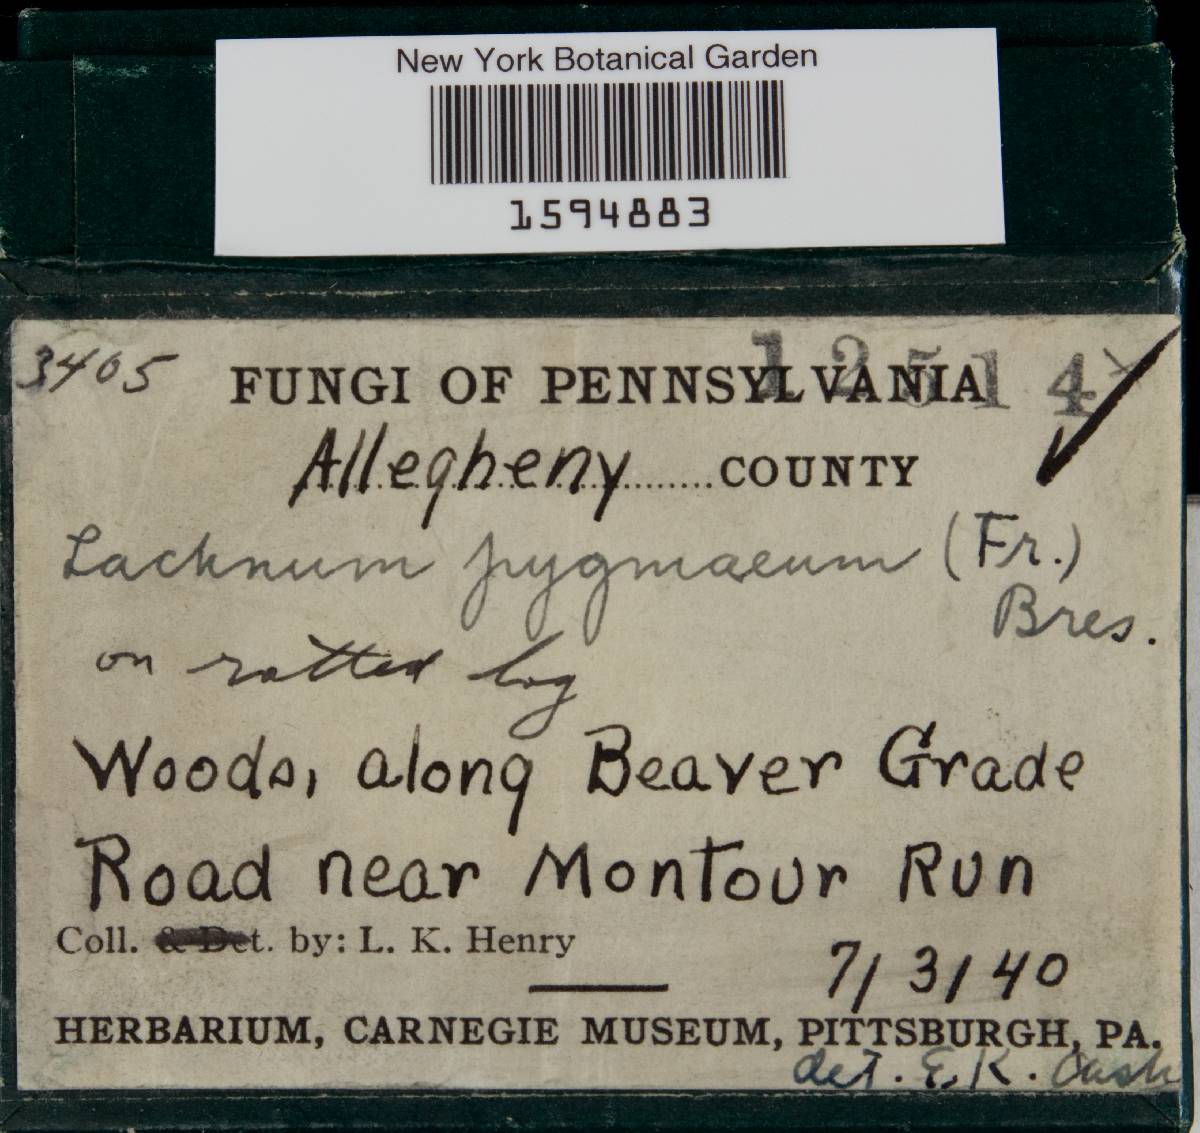 New York Botanical Garden
1594883
3405
12514
FUNGI OF PENNSYLVANIA
Allegheny........COUNTY
Lachnum pygmaeum (Fr.)
Bres.
on rotted log
Woods, along Beaver Grade
Road near Montour Run
Coll. & Det. by: L. K. Henry
7/3/40
HERBARIUM, CARNEGIE MUSEUM, PITTSBURGH, PA.
det. E.K. Cash